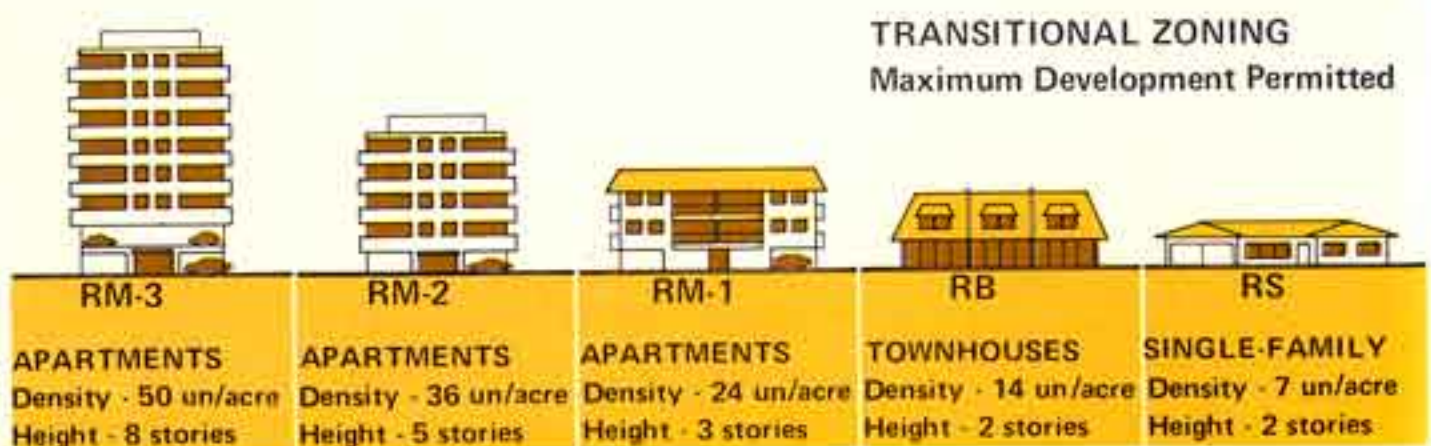 TRANSITIONAL ZONING
Maximum Development Permitted
RM-3
APARTMENTS
Density - 50 un/acre
Height - 8 stories
RM-2
APARTMENTS
Density - 36 un/acre
Height - 5 stories
RM-1
APARTMENTS
Density - 24 un/acre
Height - 3 stories
RB
TOWNHOUSES
Density - 14 un/acre
Height - 2 stories
RS
SINGLE-FAMILY
Density - 7 un/acre
Height - 2 stories